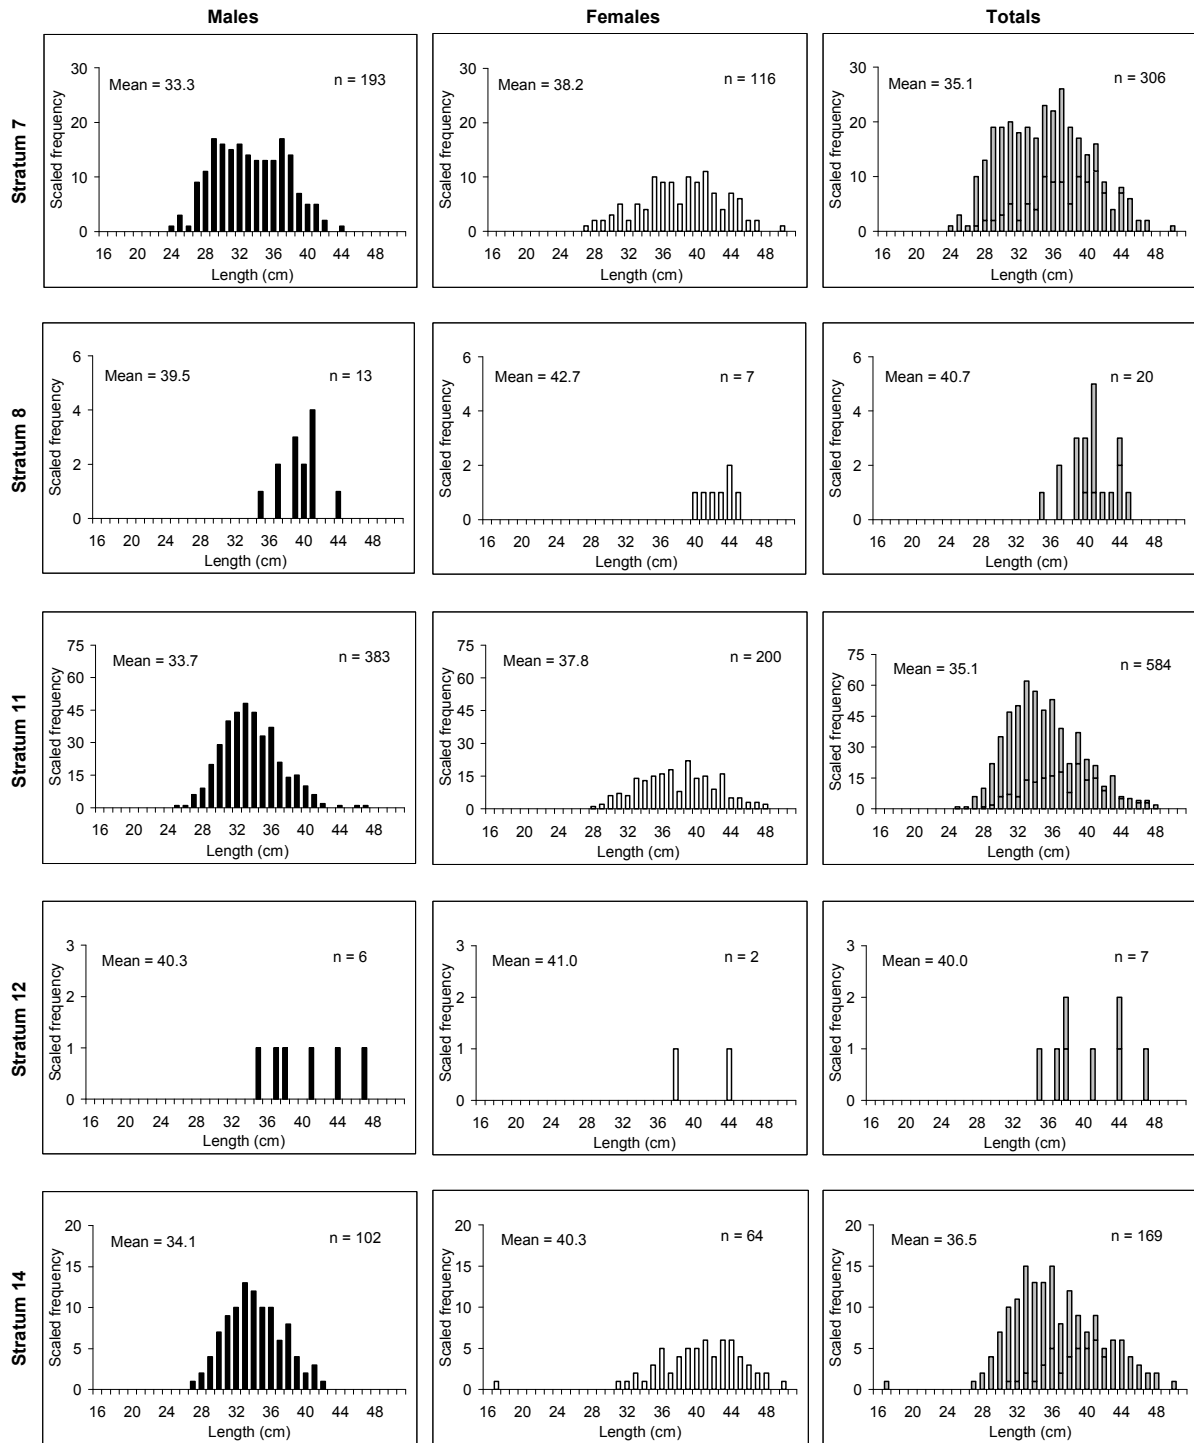 Males Females Totals
Stratum 7
Mean = 33.3 n = 193
Scaled frequency
30
20
10
0
16 20 24 28 32 36 40 44 48
Length (cm)
Mean = 38.2 n = 116
Scaled frequency
30
20
10
0
16 20 24 28 32 36 40 44 48
Length (cm)
Mean = 35.1 n = 306
Scaled frequency
30
20
10
0
16 20 24 28 32 36 40 44 48
Length (cm)
Stratum 8
Mean = 39.5 n = 13
Scaled frequency
6
4
2
0
16 20 24 28 32 36 40 44 48
Length (cm)
Mean = 42.7 n = 7
Scaled frequency
6
4
2
0
16 20 24 28 32 36 40 44 48
Length (cm)
Mean = 40.7 n = 20
Scaled frequency
6
4
2
0
16 20 24 28 32 36 40 44 48
Length (cm)
Stratum 11
Mean = 33.7 n = 383
Scaled frequency
75
60
45
30
15
0
16 20 24 28 32 36 40 44 48
Length (cm)
Mean = 37.8 n = 200
Scaled frequency
75
60
45
30
15
0
16 20 24 28 32 36 40 44 48
Length (cm)
Mean = 35.1 n = 584
Scaled frequency
75
60
45
30
15
0
16 20 24 28 32 36 40 44 48
Length (cm)
Stratum 12
Mean = 40.3 n = 6
Scaled frequency
3
2
1
0
16 20 24 28 32 36 40 44 48
Length (cm)
Mean = 41.0 n = 2
Scaled frequency
3
2
1
0
16 20 24 28 32 36 40 44 48
Length (cm)
Mean = 40.0 n = 7
Scaled frequency
3
2
1
0
16 20 24 28 32 36 40 44 48
Length (cm)
Stratum 14
Mean = 34.1 n = 102
Scaled frequency
20
15
10
5
0
16 20 24 28 32 36 40 44 48
Length (cm)
Mean = 40.3 n = 64
Scaled frequency
20
15
10
5
0
16 20 24 28 32 36 40 44 48
Length (cm)
Mean = 36.5 n = 169
Scaled frequency
20
15
10
5
0
16 20 24 28 32 36 40 44 48
Length (cm)